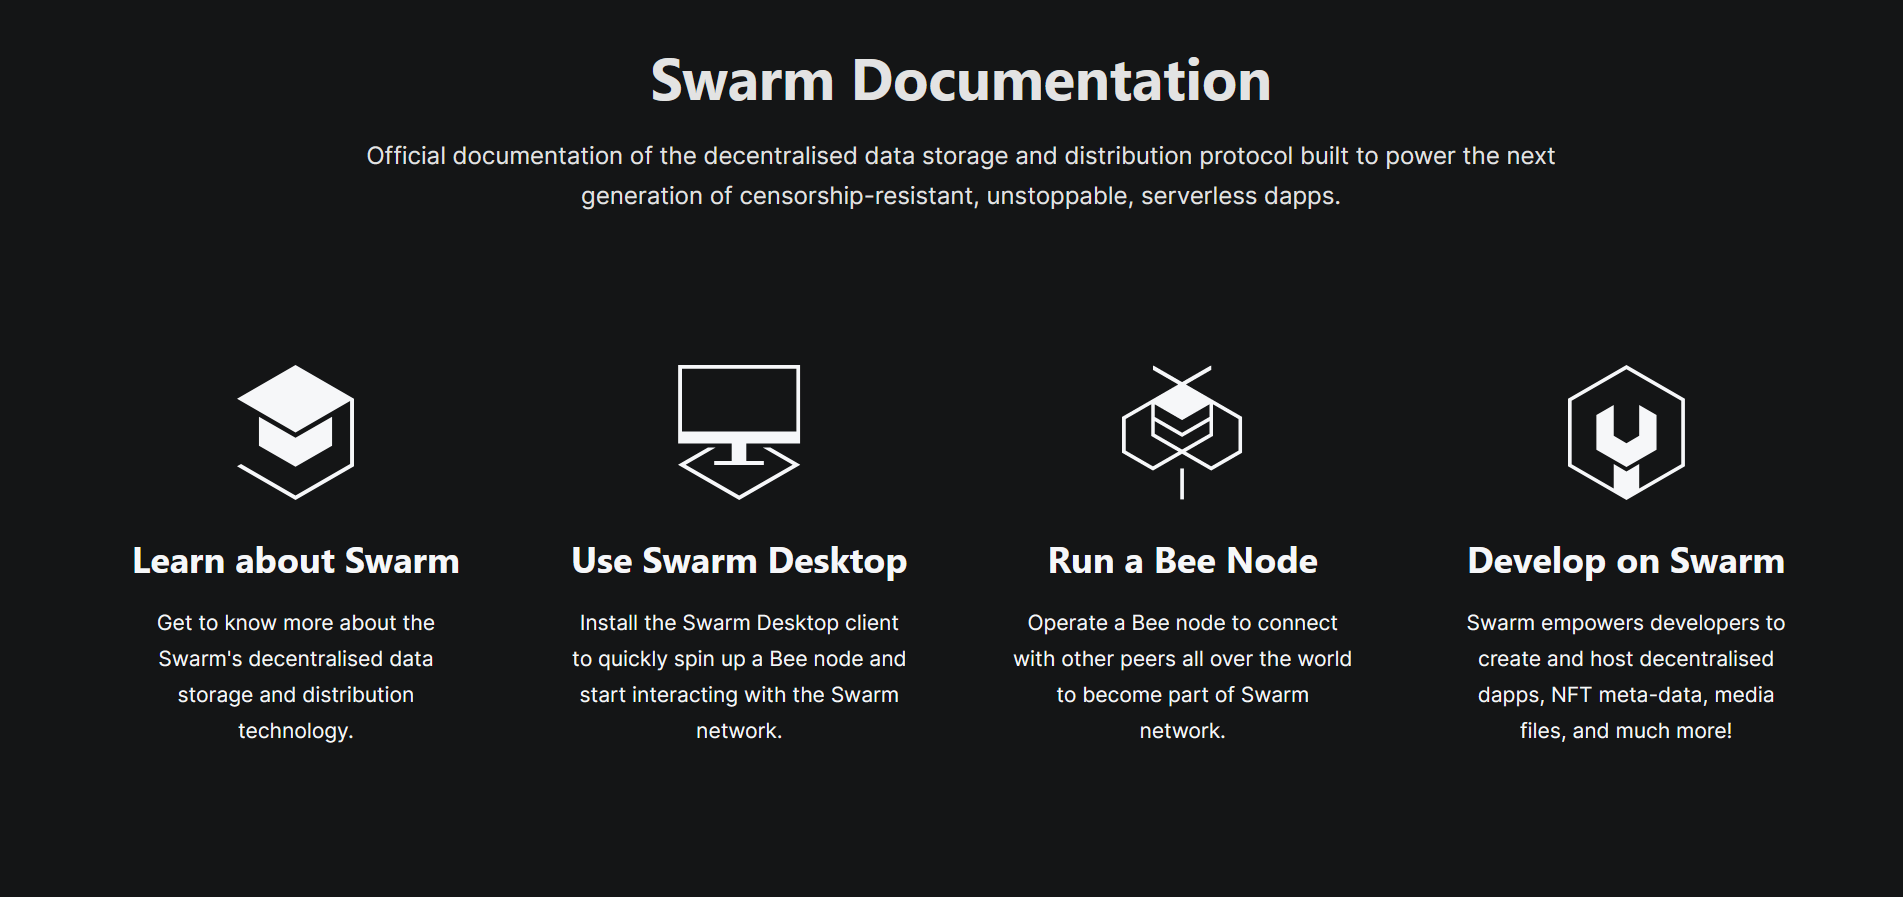 Swarm Documentation
Official documentation of the decentralised data storage and distribution protocol built to power the next
generation of censorship-resistant, unstoppable, serverless dapps.
Learn about Swarm
Get to know more about the
Swarm's decentralised data
storage and distribution
technology.
Use Swarm Desktop
Install the Swarm Desktop client
to quickly spin up a Bee node and
start interacting with the Swarm
network.
Run a Bee Node
Operate a Bee node to connect
with other peers all over the world
to become part of Swarm
network.
Develop on Swarm
Swarm empowers developers to
create and host decentralised
dapps, NFT meta-data, media
files, and much more!